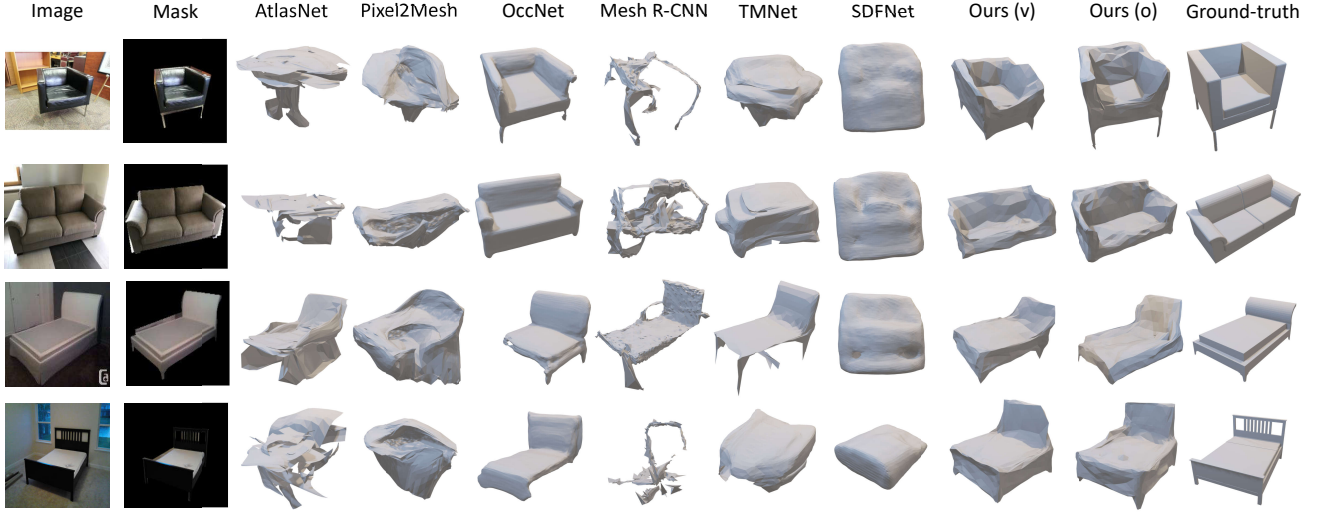 Image Mask AtlasNet Pixel2Mesh OccNet Mesh R-CNN TMNet SDFNet Ours (v) Ours (o) Ground-truth